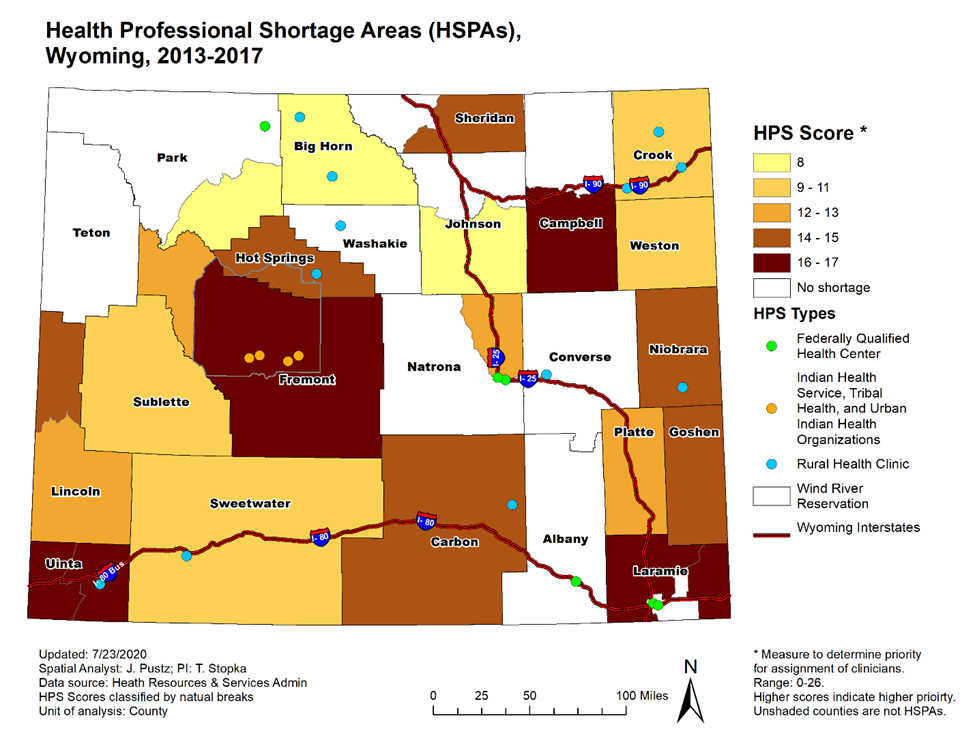 Health Professional Shortage Areas (HSPAs),
Wyoming, 2013-2017
Sheridan
Big Horn
Park
Crook
I-90
I-90
Teton
Johnson
Campbell
Washakie
Weston
Hot Springs
Natrona
I-25
Converse
Niobrara
I-25
Fremont
Sublette
Platte
Goshen
Lincoln
Sweetwater
I-80
I-80
Carbon
Albany
Uinta
I-80 Bus
Laramie
HPS Score *
8
9 - 11
12 - 13
14 - 15
16 - 17
No shortage
HPS Types
Federally Qualified
Health Center
Indian Health
Service, Tribal
Health, and Urban
Indian Health
Organizations
Rural Health Clinic
Wind River
Reservation
Wyoming Interstates
Updated: 7/23/2020
Spatial Analyst: J. Pustz; PI: T. Stopka
Data source: Heath Resources & Services Admin
HPS Scores classified by natual breaks
Unit of analysis: County
0 25 50 100 Miles
N
* Measure to determine priority
for assignment of clinicians.
Range: 0-26.
Higher scores indicate higher prioirty.
Unshaded counties are not HSPAs.